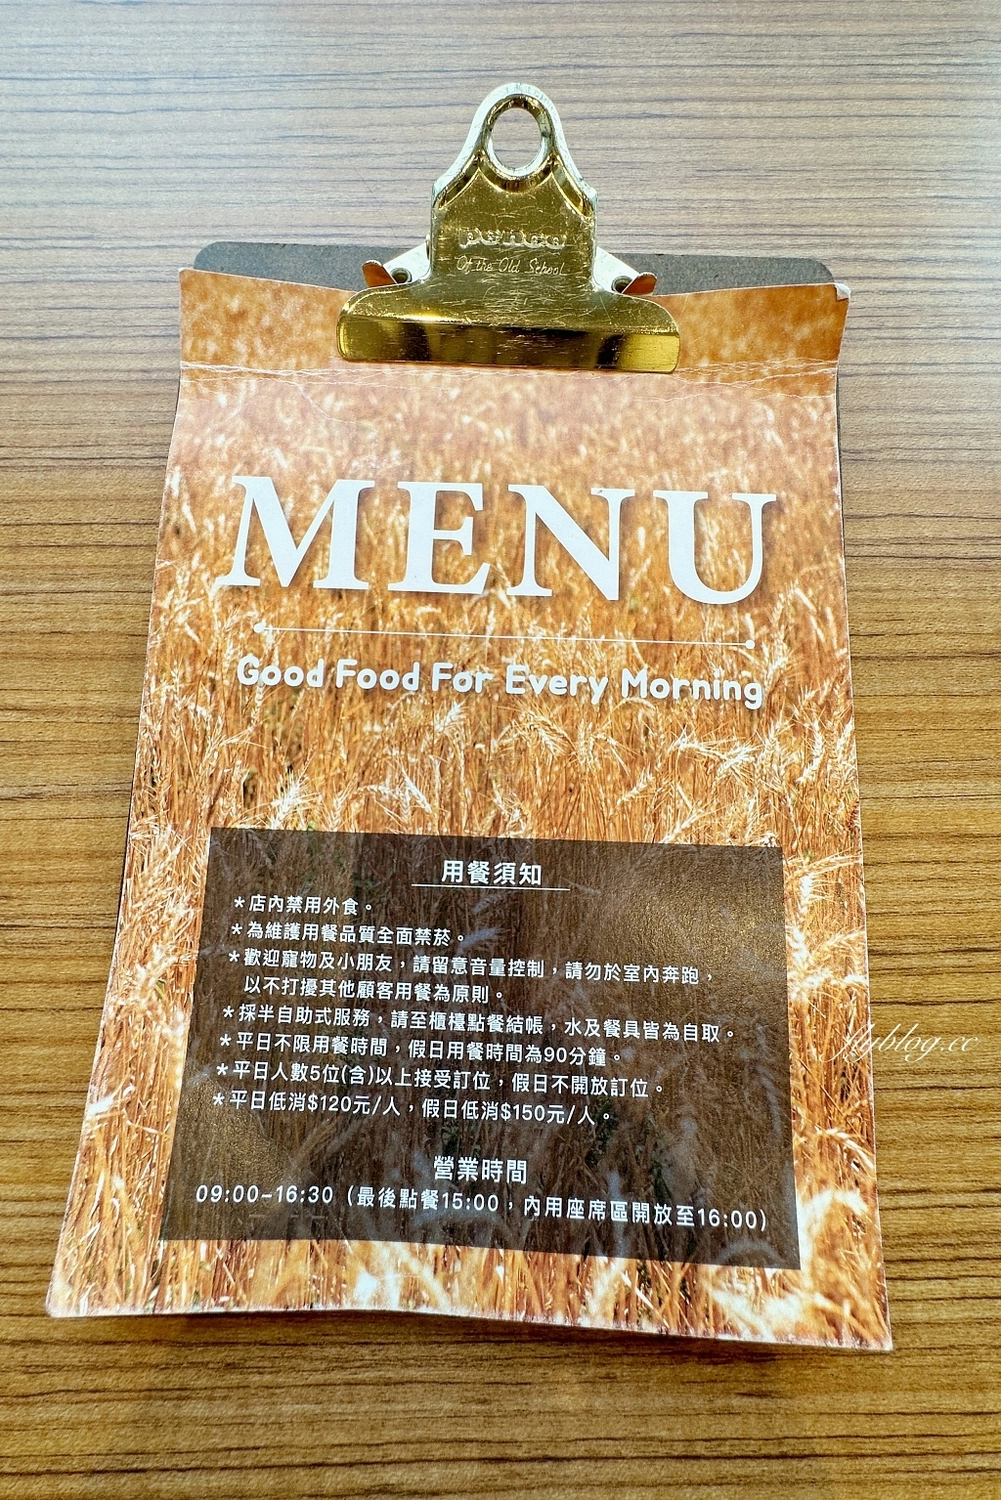 penco
Of the Old School
MENU
Good Food For Every Morning
用餐須知
*店內禁用外食。
*為維護用餐品質全面禁菸。
*歡迎寵物及小朋友，請留意音量控制，請勿於室內奔跑，
以不打擾其他顧客用餐為原則。
*採半自助式服務，請至櫃檯點餐結帳，水及餐具皆為自取。
*平日不限用餐時間，假日用餐時間為90分鐘。
*平日人數5位(含)以上接受訂位，假日不開放訂位。
*平日低消$120元/人，假日低消$150元/人。
營業時間
09:00-16:30（最後點餐15:00，內用座席區開放至16:00）
flyblog.cc